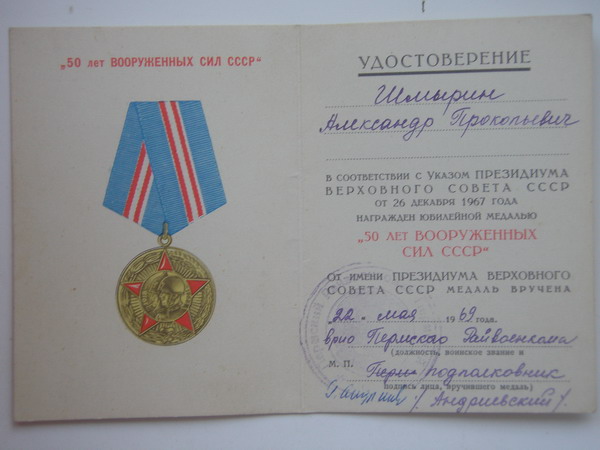 „50 лет ВООРУЖЕННЫХ СИЛ СССР“
УДОСТОВЕРЕНИЕ
Шмырин
Александр Прокопьевич
В СООТВЕТСТВИИ С УКАЗОМ ПРЕЗИДИУМА
ВЕРХОВНОГО СОВЕТА СССР
ОТ 26 ДЕКАБРЯ 1967 ГОДА
НАГРАЖДЕН ЮБИЛЕЙНОЙ МЕДАЛЬЮ
„50 ЛЕТ ВООРУЖЕННЫХ
СИЛ СССР“
ОТ ИМЕНИ ПРЕЗИДИУМА ВЕРХОВНОГО
СОВЕТА СССР МЕДАЛЬ ВРУЧЕНА
„22“ мая 1969 года.
врио Пермского Райвоенкома
(должность, воинское звание и
М. П. подполковник
подпись лица, вручившего медаль)
/Андриевский/.